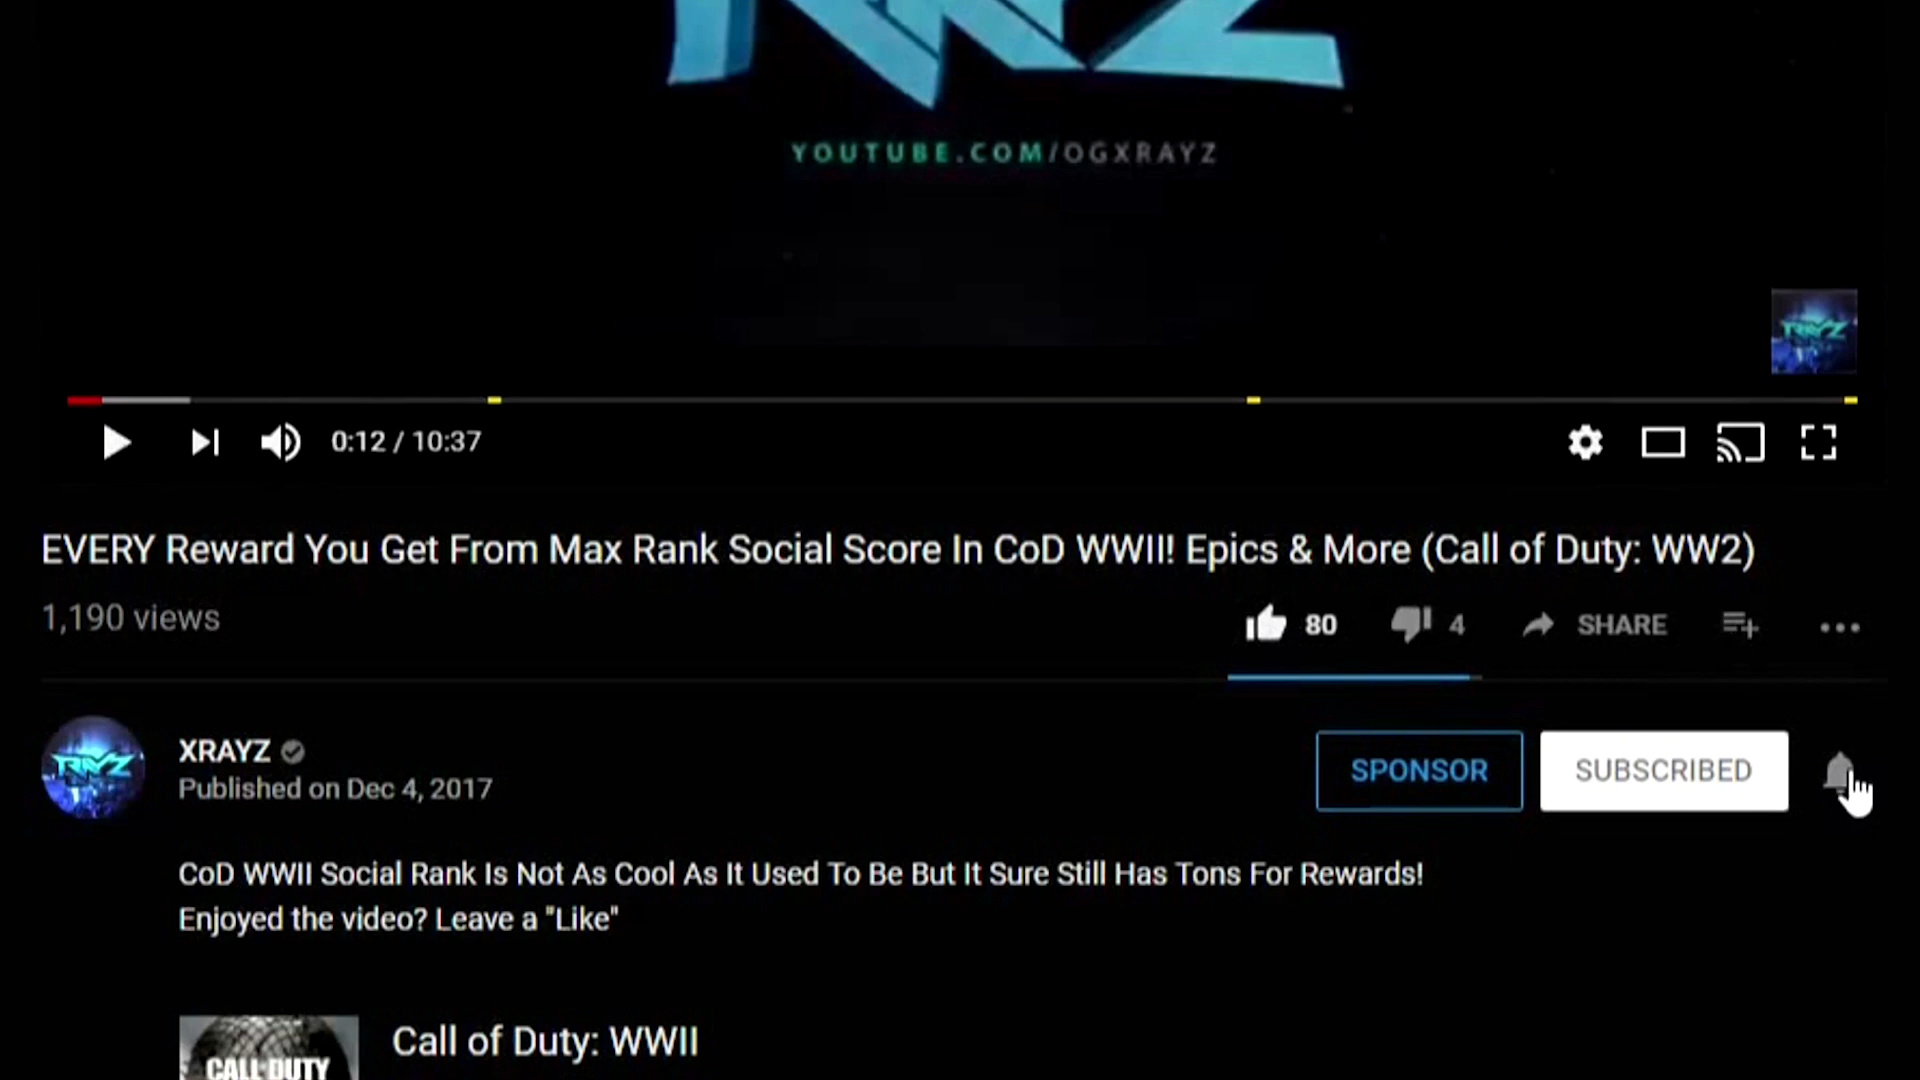 YOUTUBE.COM/OGXRAYZ
0:12 / 10:37
EVERY Reward You Get From Max Rank Social Score In CoD WWII! Epics & More (Call of Duty: WW2)
1,190 views
80
4
SHARE
XRAYZ
Published on Dec 4, 2017
SPONSOR
SUBSCRIBED
CoD WWII Social Rank Is Not As Cool As It Used To Be But It Sure Still Has Tons For Rewards!
Enjoyed the video? Leave a "Like"
Call of Duty: WWII
CALL OF DUTY